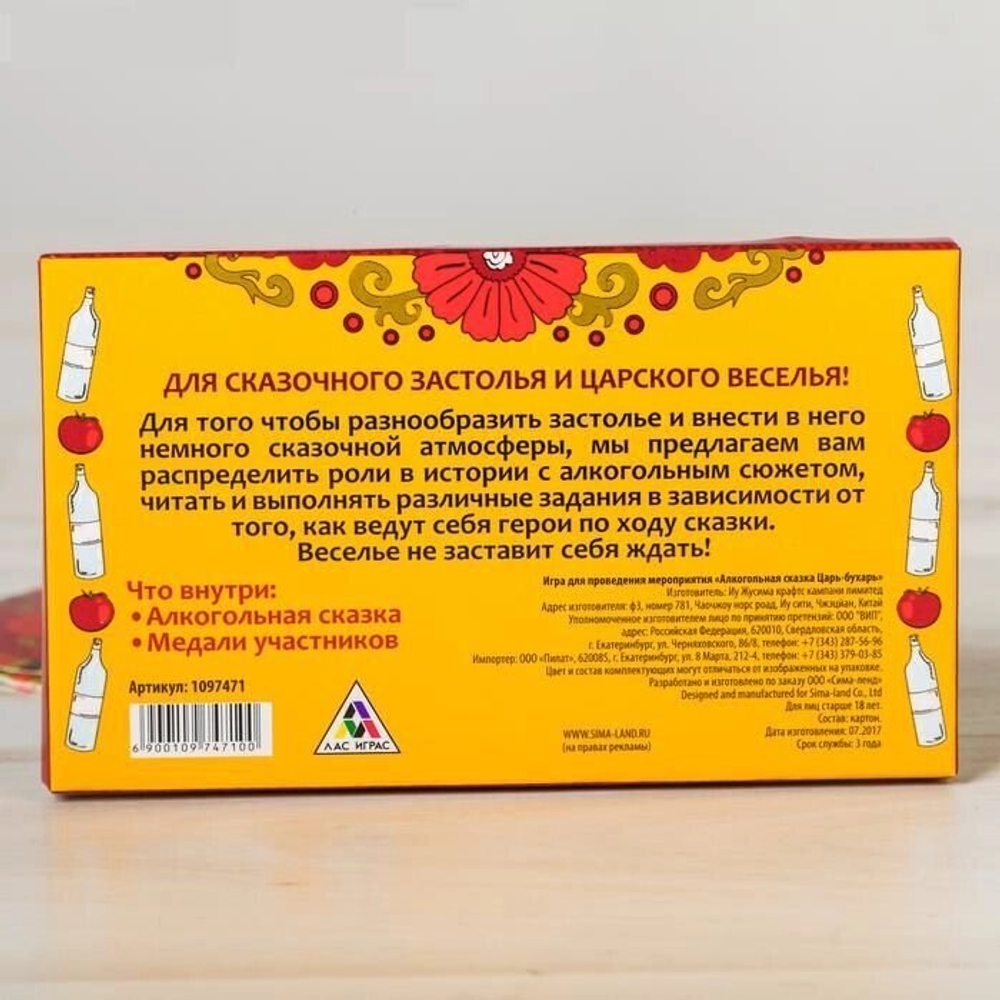 ДЛЯ СКАЗОЧНОГО ЗАСТОЛЬЯ И ЦАРСКОГО ВЕСЕЛЬЯ!
Для того чтобы разнообразить застолье и внести в него
немного сказочной атмосферы, мы предлагаем вам
распределить роли в истории с алкогольным сюжетом,
читать и выполнять различные задания в зависимости от
того, как ведут себя герои по ходу сказки.
Веселье не заставит себя ждать!
Что внутри:
• Алкогольная сказка
• Медали участников
Артикул: 1097471
6 900109 747100
ЛАС ИГРАС
Игра для проведения мероприятия «Алкогольная сказка Царь-бухарь»
Изготовитель: Иу Жусима крафтс кампани лимитед
Адрес изготовителя: ф3, номер 781, Чаочжоу норс роад, Иу сити, Чжэцзян, Китай
Уполномоченное изготовителем лицо по принятию претензий: ООО "ВИП",
адрес: Российская Федерация, 620010, Свердловская область,
г. Екатеринбург, ул. Черняховского, 86/8, телефон: +7 (343) 287-56-96
Импортер: ООО «Пилат», 620085, г. Екатеринбург, ул. 8 Марта, 212-4, телефон: +7 (343) 379-03-85
Цвет и состав комплектующих могут отличаться от изображенных на упаковке.
Разработано и изготовлено по заказу ООО «Сима-ленд»
Designed and manufactured for Sima-land Co., Ltd
Для лиц старше 18 лет.
Состав: картон.
Дата изготовления: 07.2017
Срок службы: 3 года
WWW.SIMA-LAND.RU
(на правах рекламы)